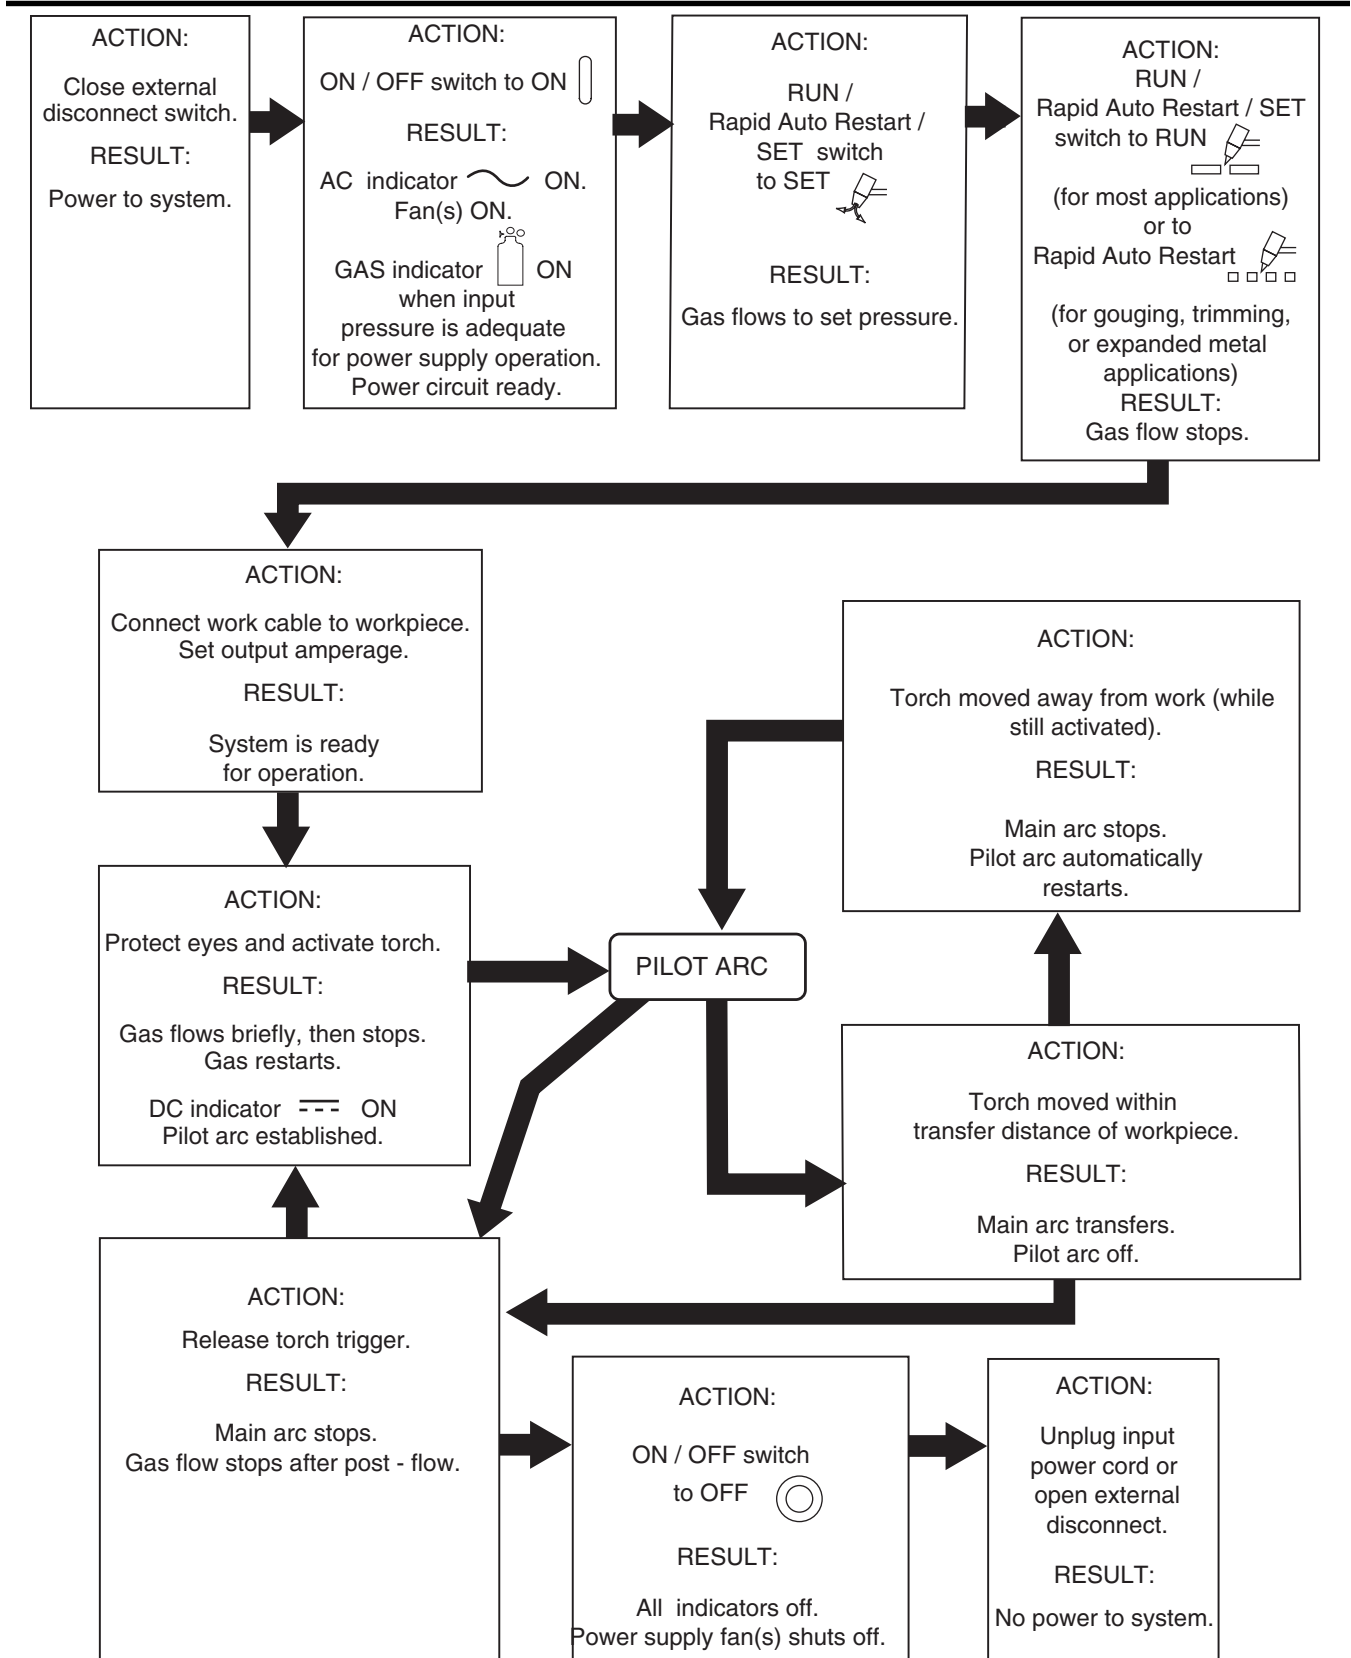 ACTION:
Close external
disconnect switch.
RESULT:
Power to system.
ACTION:
ON / OFF switch to ON
RESULT:
AC indicator ON.
Fan(s) ON.
GAS indicator ON
when input
pressure is adequate
for power supply operation.
Power circuit ready.
ACTION:
RUN /
Rapid Auto Restart /
SET switch
to SET
RESULT:
Gas flows to set pressure.
ACTION:
RUN /
Rapid Auto Restart / SET
switch to RUN
(for most applications)
or to
Rapid Auto Restart
(for gouging, trimming,
or expanded metal
applications)
RESULT:
Gas flow stops.
ACTION:
Connect work cable to workpiece.
Set output amperage.
RESULT:
System is ready
for operation.
ACTION:
Protect eyes and activate torch.
RESULT:
Gas flows briefly, then stops.
Gas restarts.
DC indicator ON
Pilot arc established.
PILOT ARC
ACTION:
Torch moved away from work (while
still activated).
RESULT:
Main arc stops.
Pilot arc automatically
restarts.
ACTION:
Torch moved within
transfer distance of workpiece.
RESULT:
Main arc transfers.
Pilot arc off.
ACTION:
Release torch trigger.
RESULT:
Main arc stops.
Gas flow stops after post - flow.
ACTION:
ON / OFF switch
to OFF
RESULT:
All indicators off.
Power supply fan(s) shuts off.
ACTION:
Unplug input
power cord or
open external
disconnect.
RESULT:
No power to system.